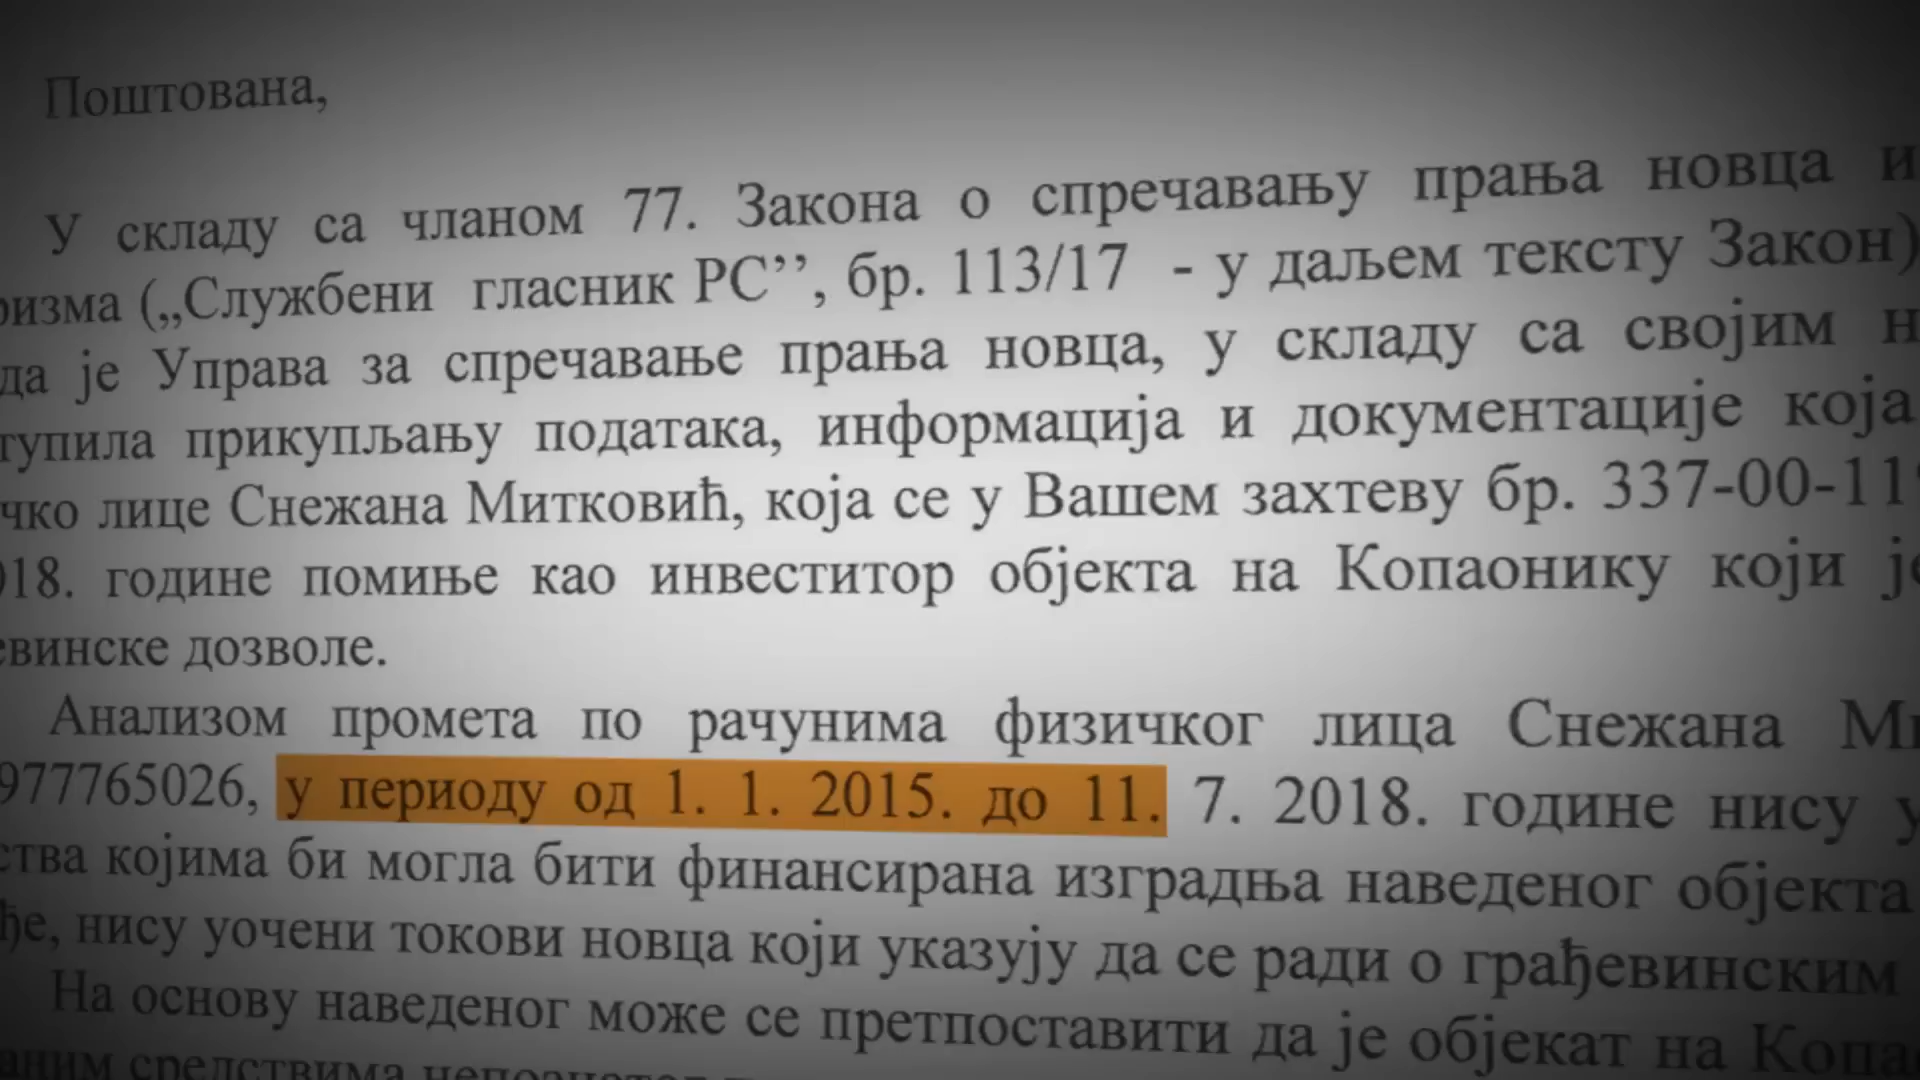 Поштована,
У складу са чланом 77. Закона о спречавању прања новца и
ризма („Службени гласник РС’’, бр. 113/17 - у даљем тексту Закон)
да је Управа за спречавање прања новца, у складу са својим н
тупила прикупљању података, информација и документације која
чко лице Снежана Митковић, која се у Вашем захтеву бр. 337-00-11
018. године помиње као инвеститор објекта на Копаонику који је
евинске дозволе.
Анализом промета по рачунима физичког лица Снежана Ми
977765026, у периоду од 1. 1. 2015. до 11. 7. 2018. године нису у
ства којима би могла бити финансирана изградња наведеног објекта
ђе, нису уочени токови новца који указују да се ради о грађевинским
На основу наведеног може се претпоставити да је објекат на Копа
аним средствима